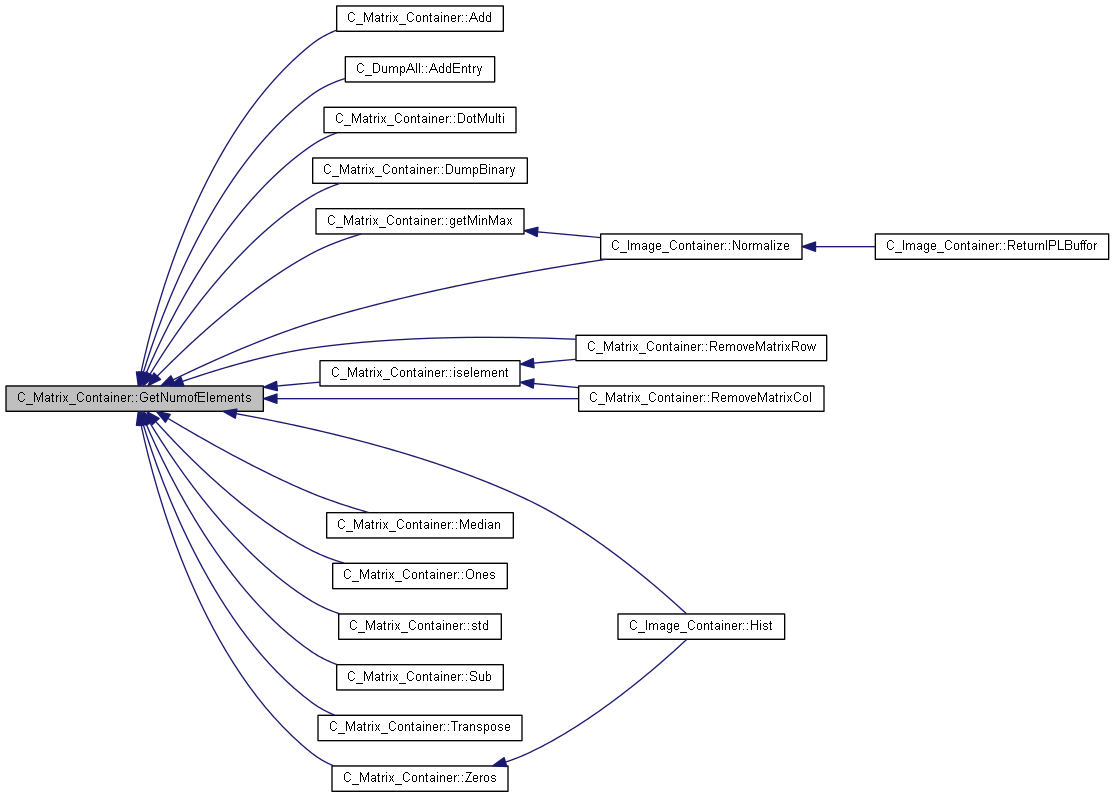 C_Matrix_Container::Add
C_DumpAll::AddEntry
C_Matrix_Container::DotMulti
C_Matrix_Container::DumpBinary
C_Matrix_Container::getMinMax
C_Image_Container::Normalize
C_Image_Container::ReturnIPLBuffor
C_Matrix_Container::RemoveMatrixRow
C_Matrix_Container::iselement
C_Matrix_Container::GetNumofElements
C_Matrix_Container::RemoveMatrixCol
C_Matrix_Container::Median
C_Matrix_Container::Ones
C_Matrix_Container::std
C_Image_Container::Hist
C_Matrix_Container::Sub
C_Matrix_Container::Transpose
C_Matrix_Container::Zeros